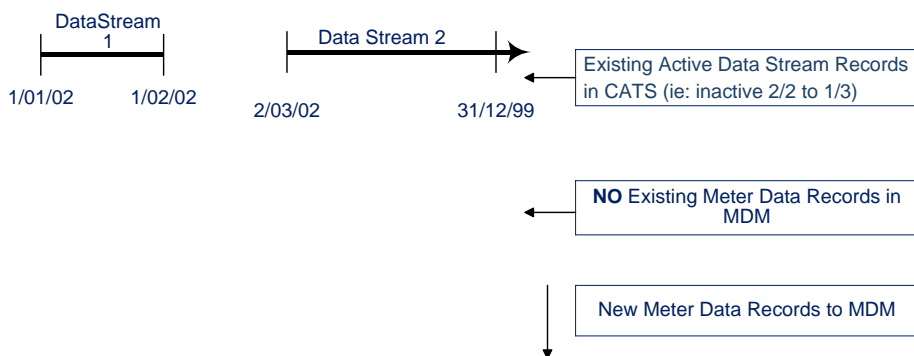 DataStream
1
Data Stream 2
1/01/02
1/02/02
2/03/02
31/12/99
Existing Active Data Stream Records
in CATS (ie: inactive 2/2 to 1/3)
NO Existing Meter Data Records in
MDM
New Meter Data Records to MDM